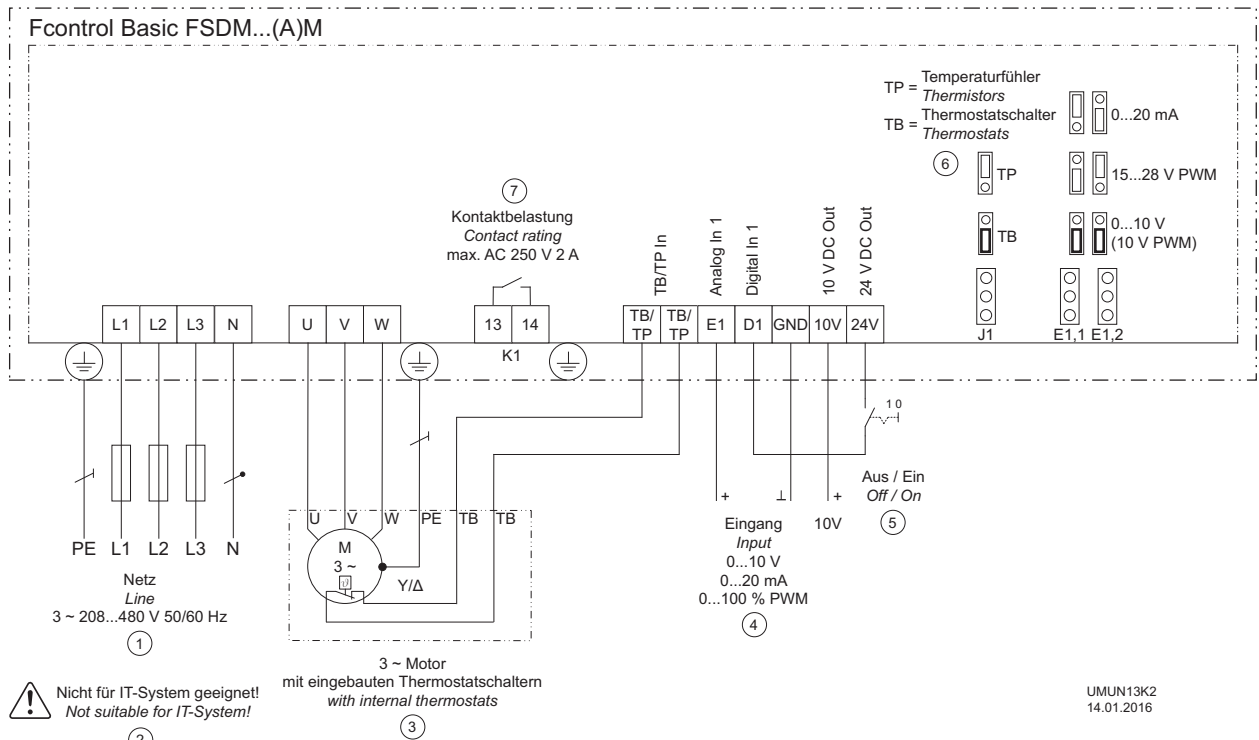 Fcontrol Basic FSDM...(A)M
TP = Temperaturfühler
Thermistors
TB = Thermostatschalter
Thermostats
6
0...20 mA
TP
15...28 V PWM
TB
0...10 V
(10 V PWM)
J1
E1,1 E1,2
7
Kontaktbelastung
Contact rating
max. AC 250 V 2 A
TB/TP In
Analog In 1
Digital In 1
10 V DC Out
24 V DC Out
L1 L2 L3 N
U V W
13 14
K1
TB/TP TB/TP E1 D1 GND 10V 24V
1 0
Aus / Ein
Off / On
5
+ ⊥ +
Eingang
Input
0...10 V
0...20 mA
0...100 % PWM
4
10V
U V W PE TB TB
M
3 ~
ϑ
Y/Δ
PE L1 L2 L3 N
Netz
Line
3 ~ 208...480 V 50/60 Hz
1
3 ~ Motor
mit eingebauten Thermostatschaltern
with internal thermostats
3
Nicht für IT-System geeignet!
Not suitable for IT-System!
2
UMUN13K2
14.01.2016